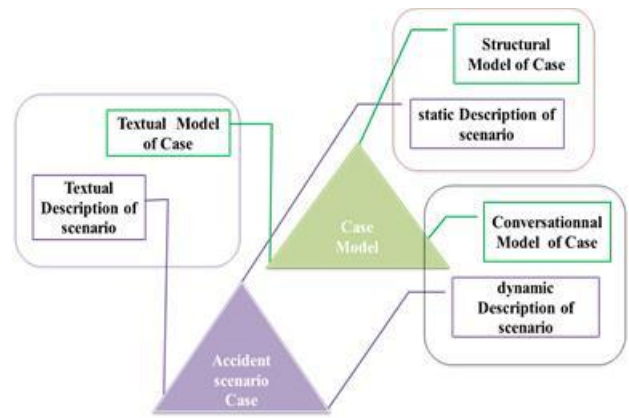 Structural
Model of Case
static Description of
scenario
Textual Model
of Case
Textual
Description of
scenario
Case
Model
Conversationnal
Model of Case
dynamic
Description of
scenario
Accident
scenario
Case